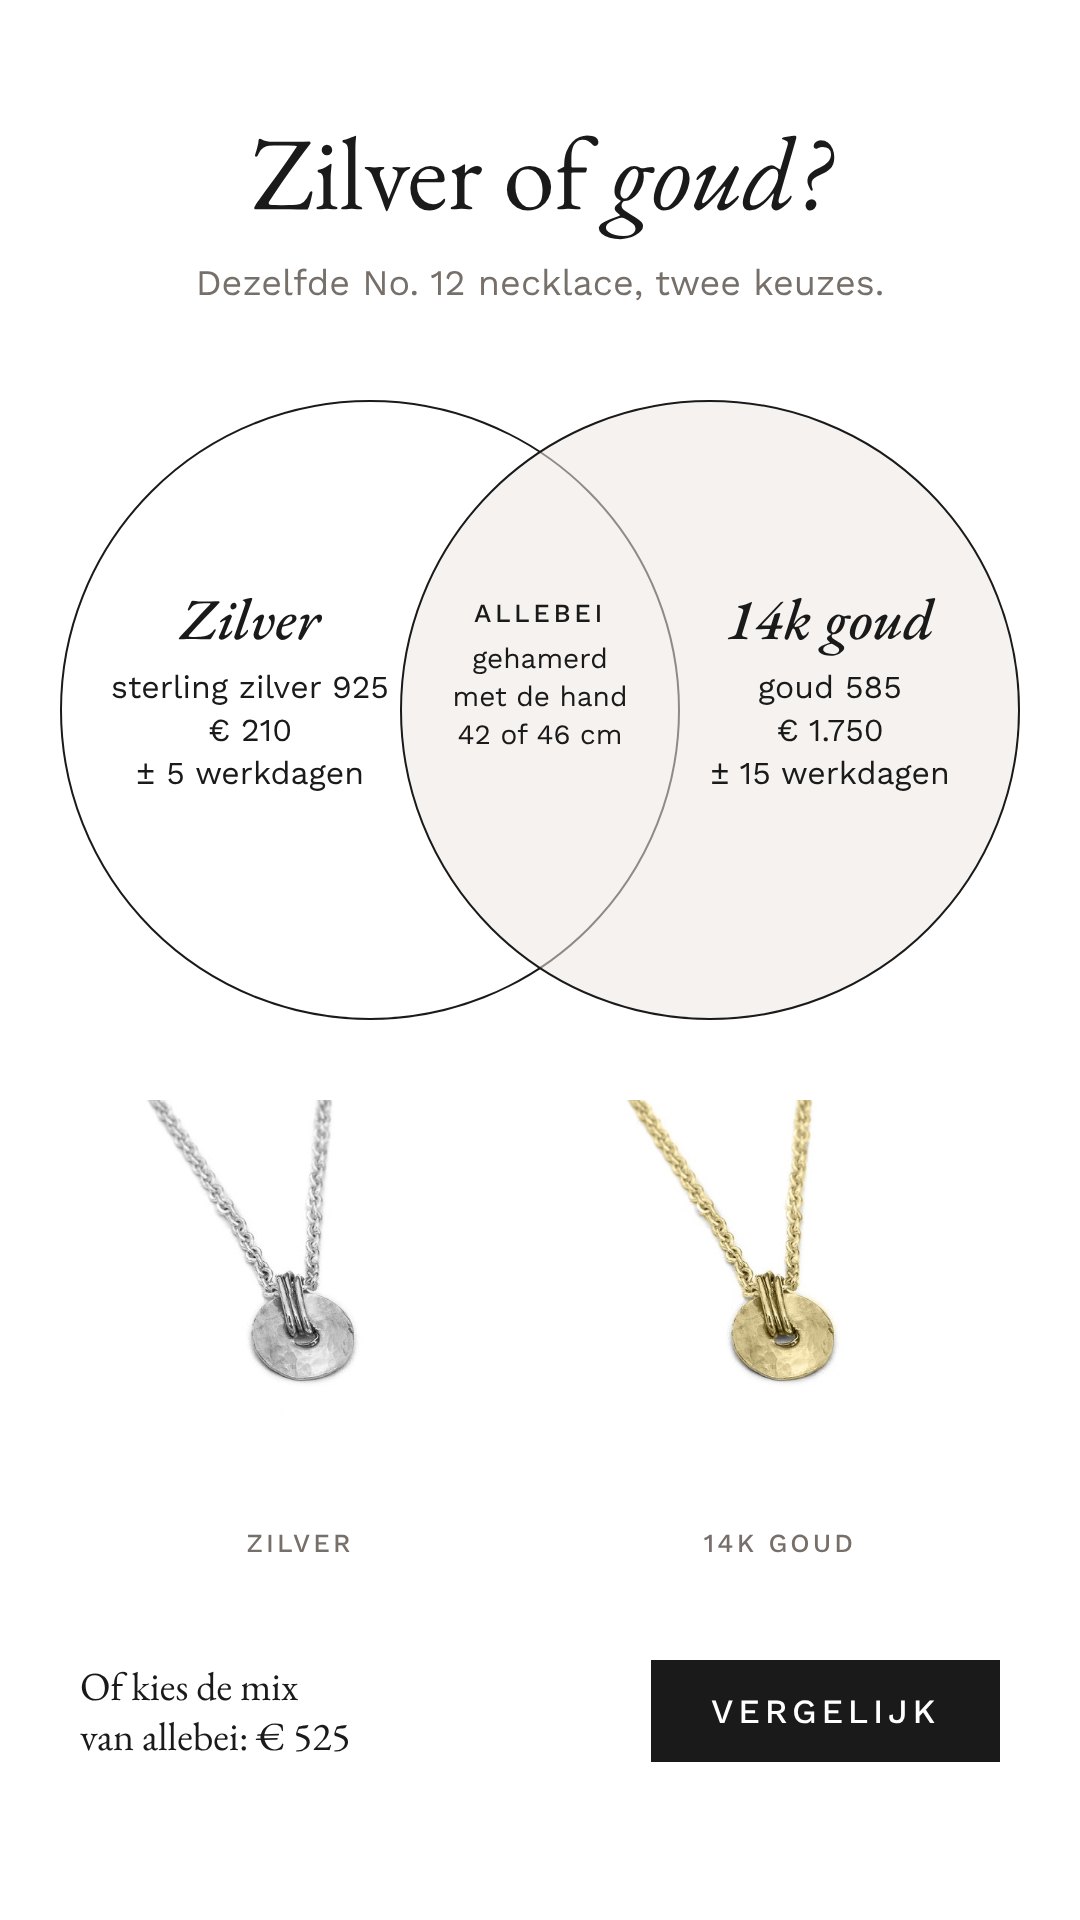 Zilver of goud?
Dezelfde No. 12 necklace, twee keuzes.
Zilver
sterling zilver 925
€ 210
± 5 werkdagen
ALLEBEI
gehamerd
met de hand
42 of 46 cm
14k goud
goud 585
€ 1.750
± 15 werkdagen
ZILVER
14K GOUD
Of kies de mix
van allebei: € 525
VERGELIJK